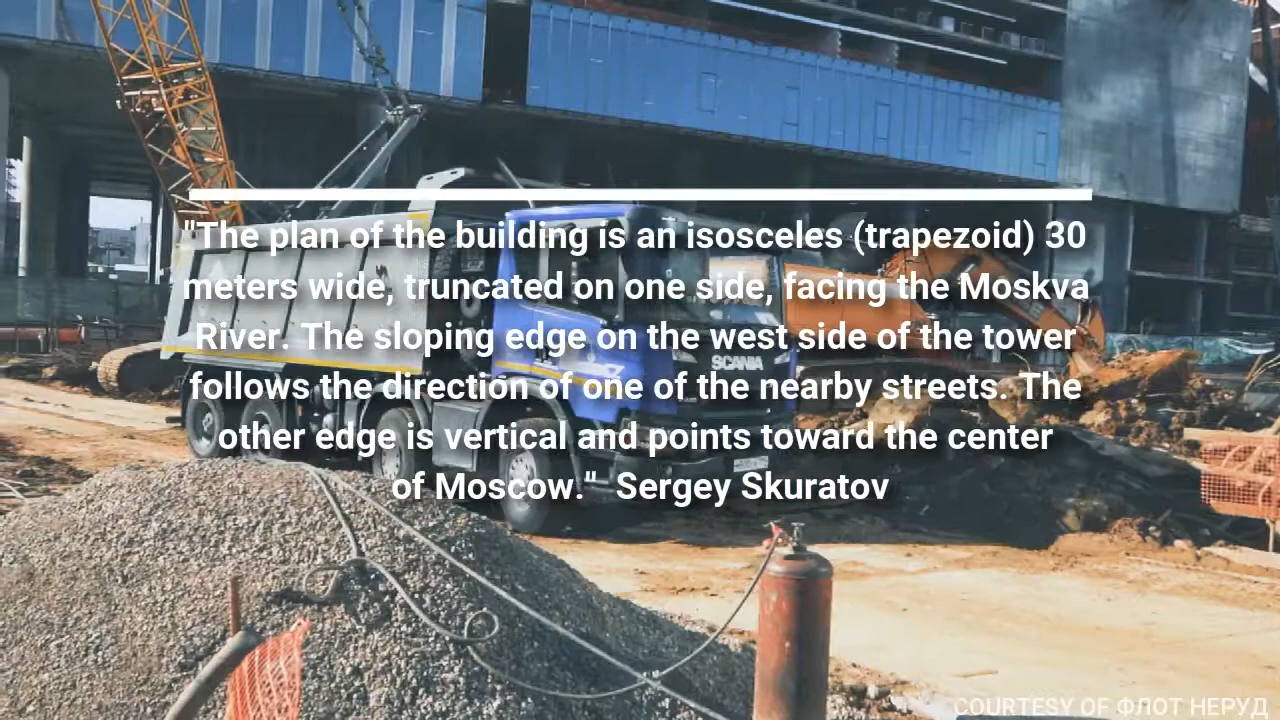 "The plan of the building is an isosceles (trapezoid) 30
meters wide, truncated on one side, facing the Moskva
River. The sloping edge on the west side of the tower
follows the direction of one of the nearby streets. The
other edge is vertical and points toward the center
of Moscow."  Sergey Skuratov
SCANIA
COURTESY OF ФЛОТ НЕРУД